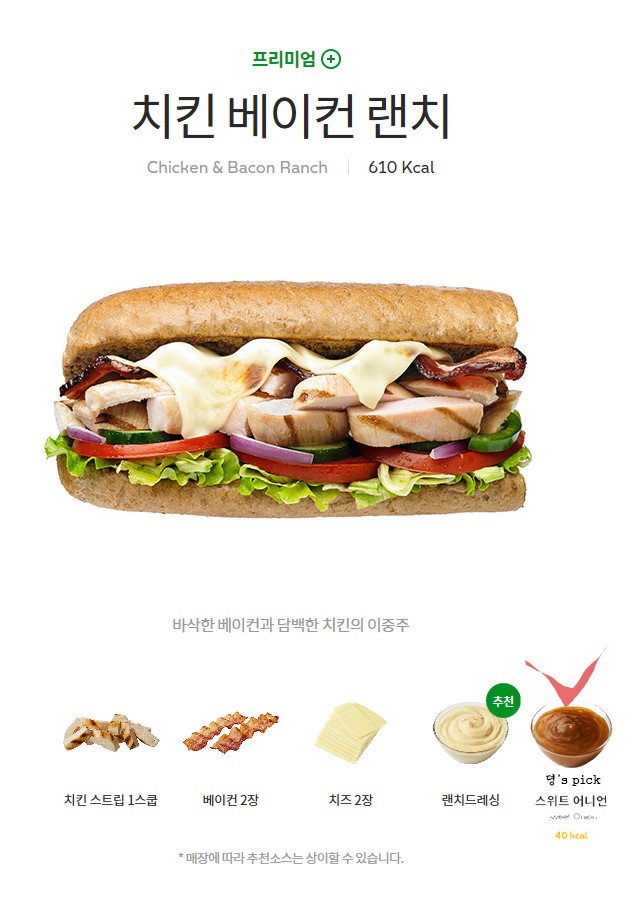 프리미엄
치킨 베이컨 랜치
Chicken & Bacon Ranch 610 Kcal
바삭한 베이컨과 담백한 치킨의 이중주
추천
뎡's pick
치킨 스트립 1스쿱 베이컨 2장 치즈 2장 랜치드레싱 스위트 어니언
Sweet Onion
40 kcal
* 매장에 따라 추천소스는 상이할 수 있습니다.